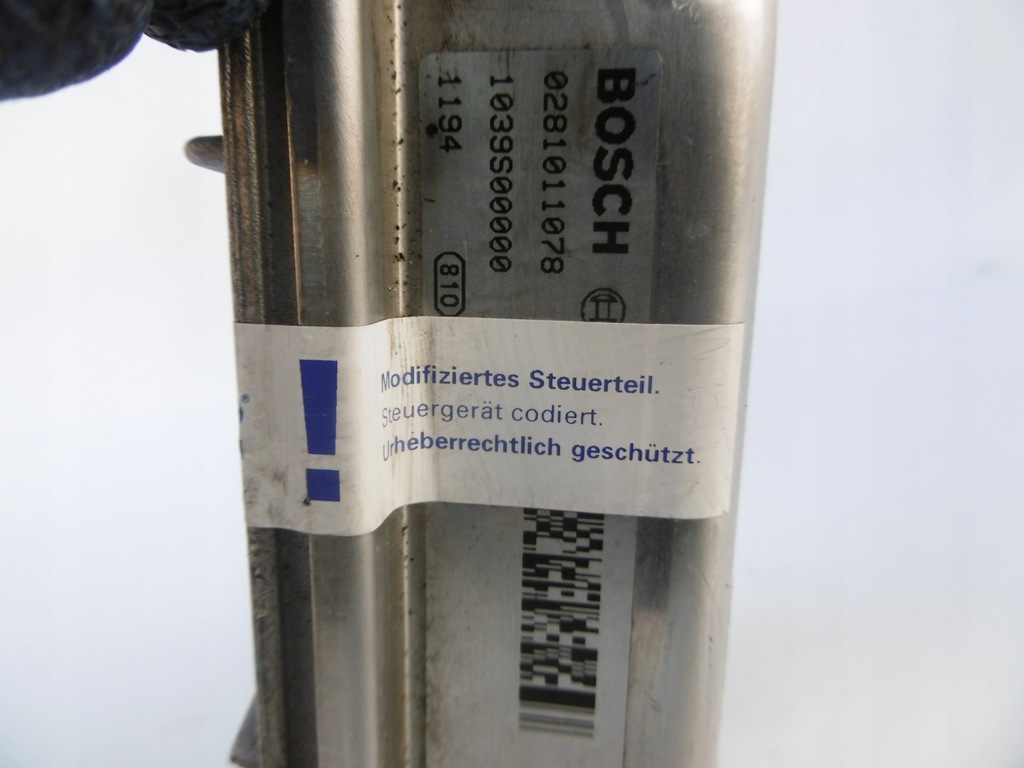 BOSCH
0281011078
1039S00000
1194
810
Modifiziertes Steuerteil.
Steuergerät codiert.
Urheberrechtlich geschützt.